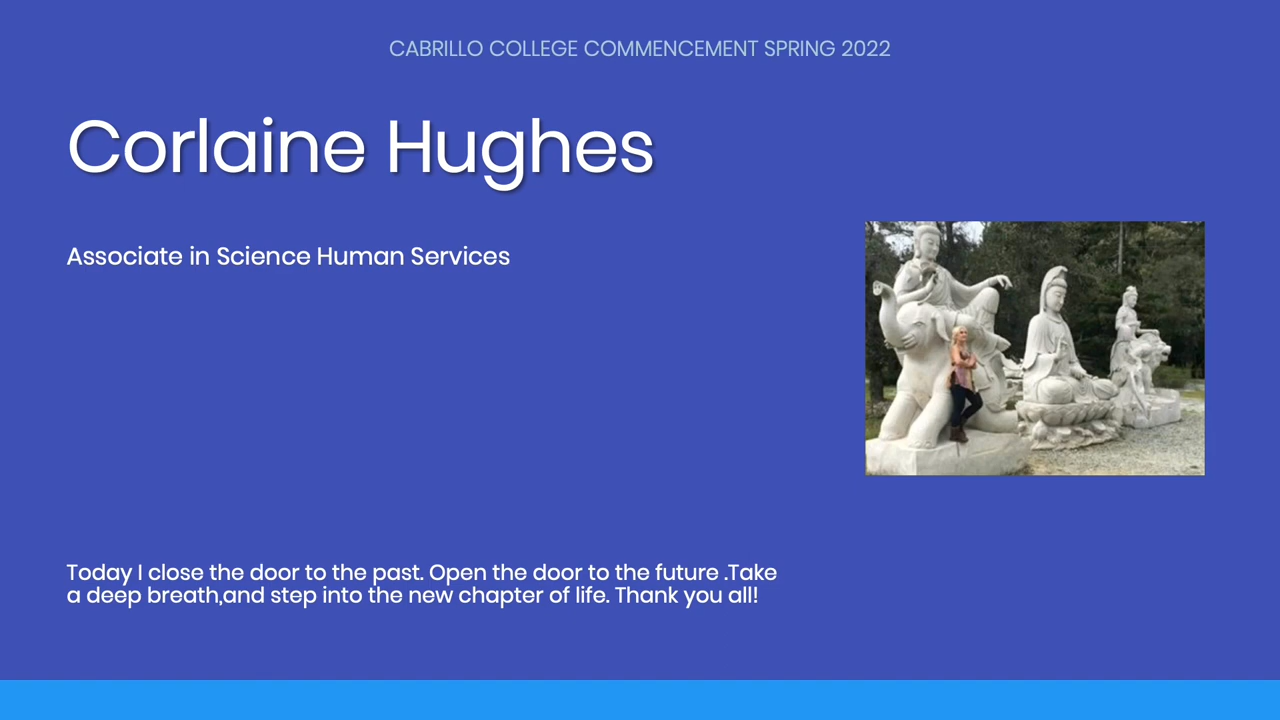 CABRILLO COLLEGE COMMENCEMENT SPRING 2022
Corlaine Hughes
Associate in Science Human Services
Today I close the door to the past. Open the door to the future .Take
a deep breath,and step into the new chapter of life. Thank you all!